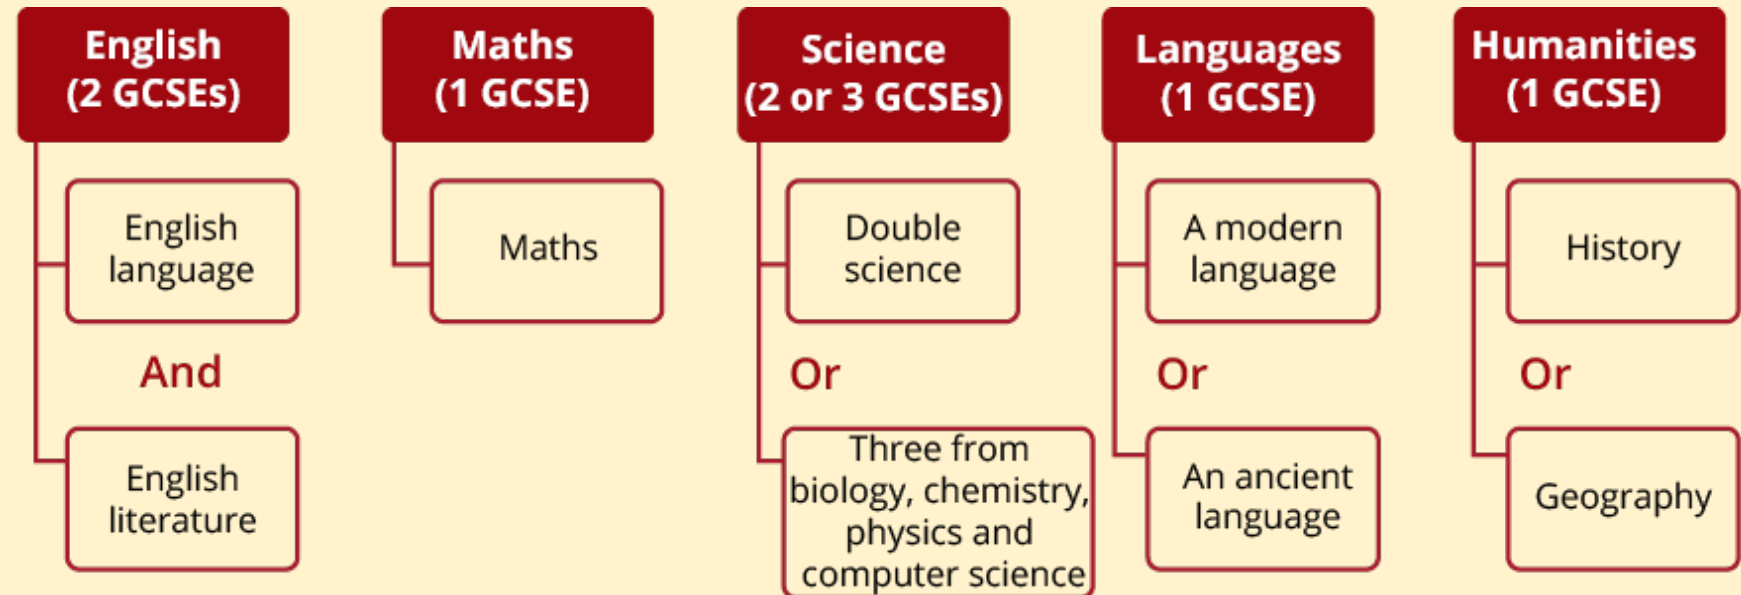 English
(2 GCSEs)
English
language
And
English
literature
Maths
(1 GCSE)
Maths
Science
(2 or 3 GCSEs)
Double
science
Or
Three from
biology, chemistry,
physics and
computer science
Languages
(1 GCSE)
A modern
language
Or
An ancient
language
Humanities
(1 GCSE)
History
Or
Geography